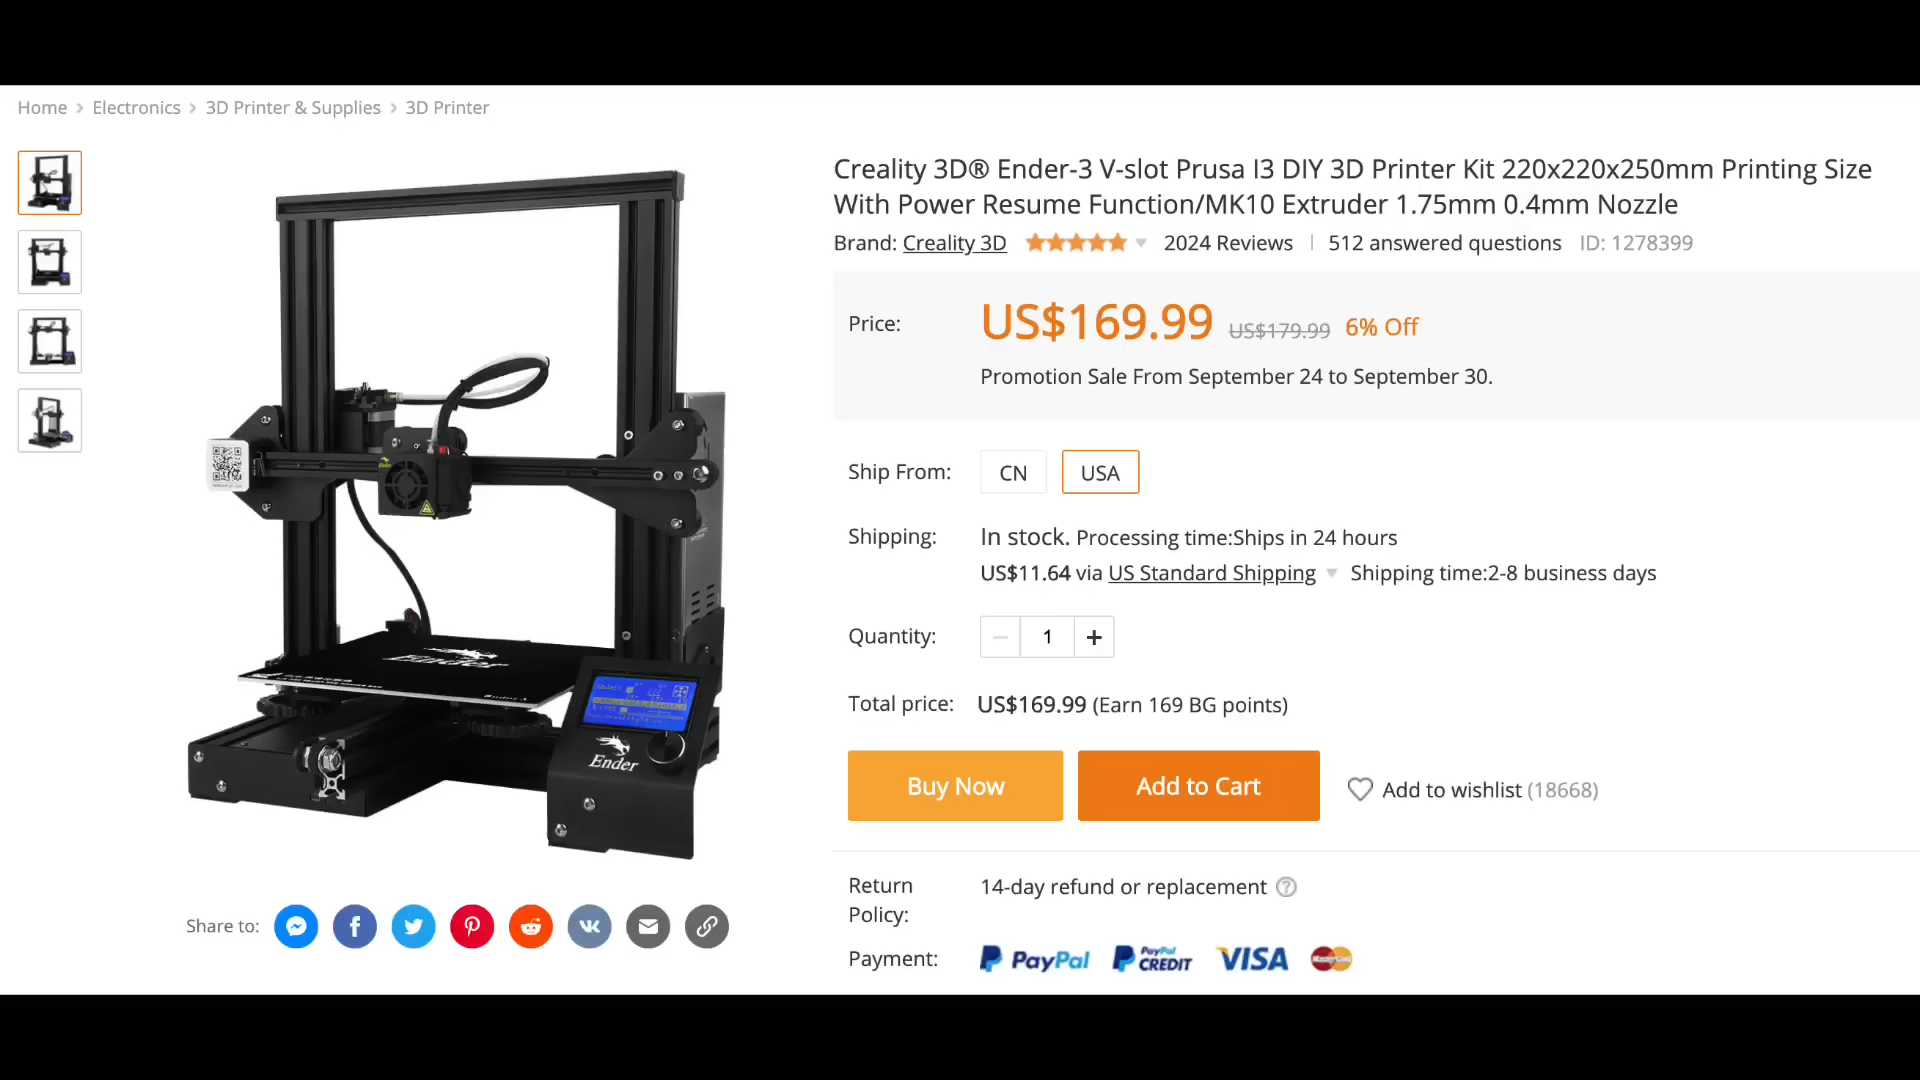 Home > Electronics > 3D Printer & Supplies > 3D Printer
Creality 3D® Ender-3 V-slot Prusa I3 DIY 3D Printer Kit 220x220x250mm Printing Size
With Power Resume Function/MK10 Extruder 1.75mm 0.4mm Nozzle
Brand: Creality 3D 2024 Reviews 512 answered questions ID: 1278399
Price: US$169.99 US$179.99 6% Off
Promotion Sale From September 24 to September 30.
Ship From: CN USA
Shipping: In stock. Processing time:Ships in 24 hours
US$11.64 via US Standard Shipping Shipping time:2-8 business days
Quantity: 1 +
Total price: US$169.99 (Earn 169 BG points)
Buy Now Add to Cart Add to wishlist (18668)
Return
Policy:
14-day refund or replacement ?
Payment: PayPal PayPal CREDIT VISA MasterCard
Ender
Ender
Share to: